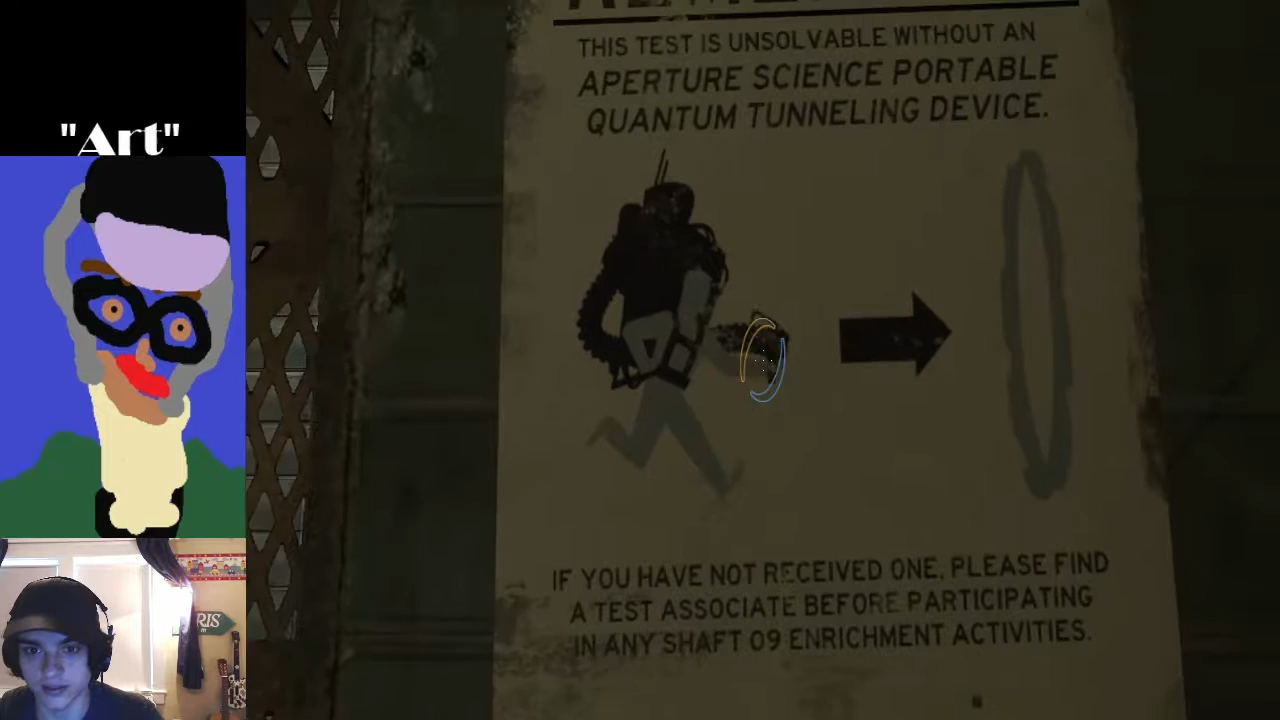 "Art"
THIS TEST IS UNSOLVABLE WITHOUT AN
APERTURE SCIENCE PORTABLE
QUANTUM TUNNELING DEVICE.
IF YOU HAVE NOT RECEIVED ONE, PLEASE FIND
A TEST ASSOCIATE BEFORE PARTICIPATING
IN ANY SHAFT 09 ENRICHMENT ACTIVITIES.